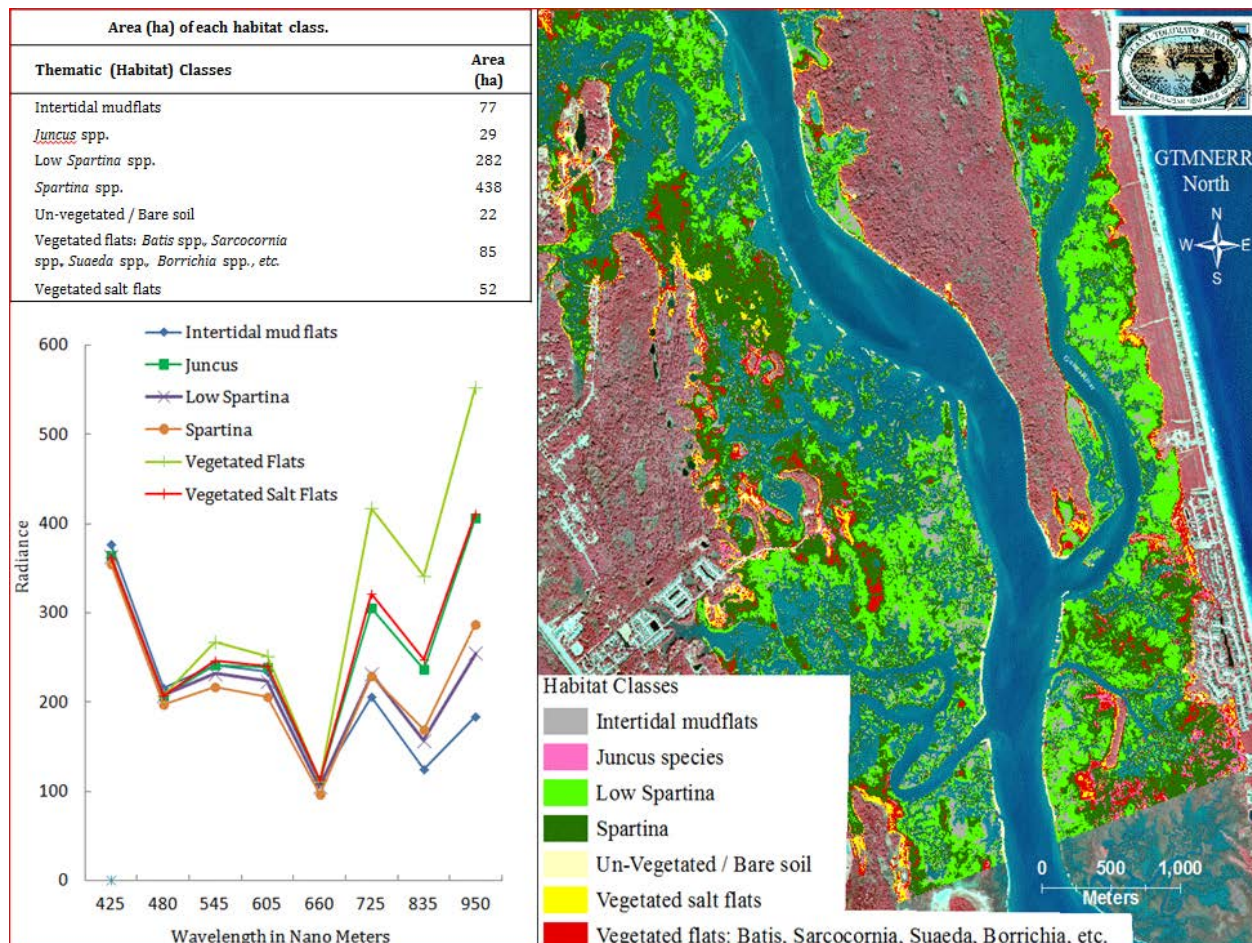 Area (ha) of each habitat class.
Thematic (Habitat) Classes
Area
(ha)
Intertidal mudflats 77
Juncus spp. 29
Low Spartina spp. 282
Spartina spp. 438
Un-vegetated / Bare soil 22
Vegetated flats: Batis spp., Sarcocornia
spp., Suaeda spp., Borrichia spp., etc. 85
Vegetated salt flats 52
Intertidal mud flats
Juncus
Low Spartina
Spartina
Vegetated Flats
Vegetated Salt Flats
600
500
400
300
200
100
0
Radiance
425 480 545 605 660 725 835 950
Wavelength in Nano Meters
GUANA TOLOMATO MATANZAS
GTMNERR
North
N
W E
S
Habitat Classes
Intertidal mudflats
Juncus species
Low Spartina
Spartina
Un-Vegetated / Bare soil
Vegetated salt flats
Vegetated flats: Batis, Sarcocornia, Suaeda, Borrichia, etc.
0 500 1,000
Meters